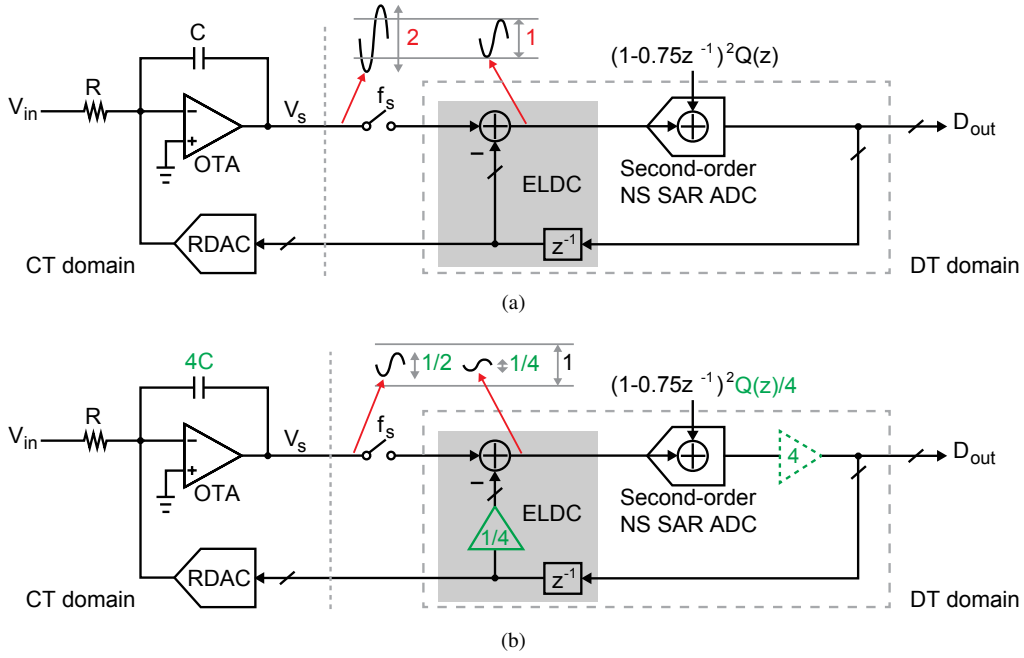 C
2
1
(1-0.75z ⁻¹)²Q(z)
R
V_in
V_s
f_s
D_out
OTA
−
+
−
ELDC
Second-order
NS SAR ADC
RDAC
z⁻¹
CT domain
DT domain
(a)
4C
1/2
1/4
1
(1-0.75z ⁻¹)²Q(z)/4
R
V_in
V_s
f_s
4
D_out
OTA
−
+
−
ELDC
1/4
Second-order
NS SAR ADC
RDAC
z⁻¹
CT domain
DT domain
(b)